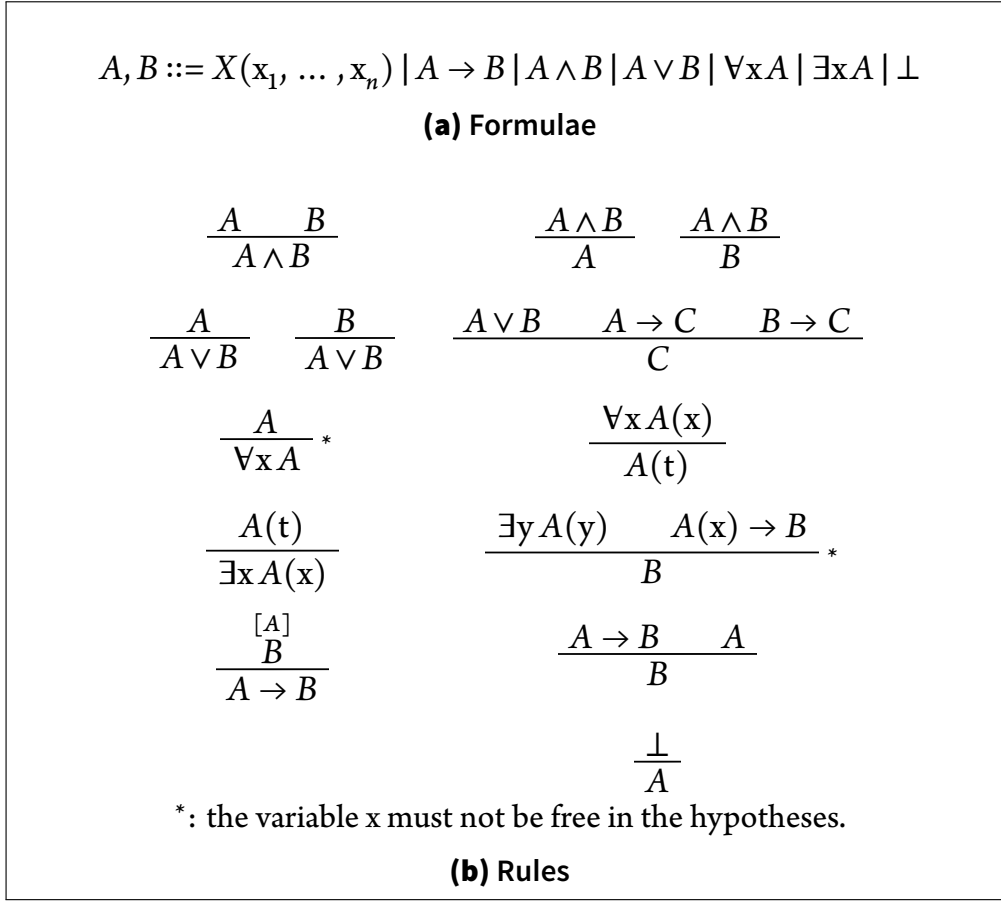 A, B ::= X(x₁, … , xₙ) | A → B | A ∧ B | A ∨ B | ∀x A | ∃x A | ⊥
(a) Formulae
A B A ∧ B A ∧ B
A ∧ B A B
A B A ∨ B A → C B → C
A ∨ B A ∨ B C
A ∀x A(x)
∀x A * A(t)
A(t) ∃y A(y) A(x) → B
∃x A(x) B *
[A]
B A → B A
A → B B
⊥
A
*: the variable x must not be free in the hypotheses.
(b) Rules